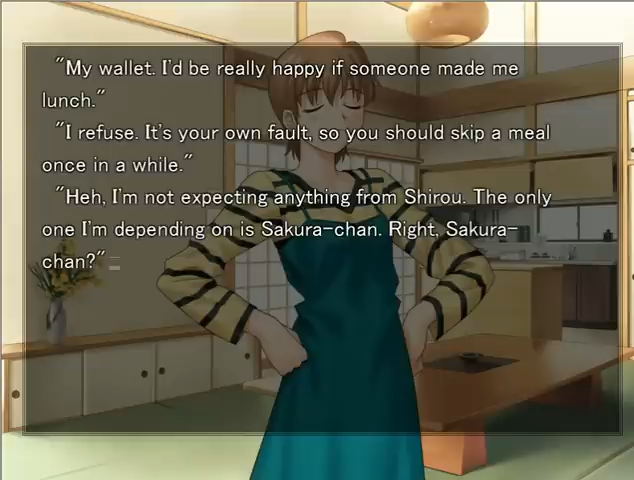 "My wallet. I'd be really happy if someone made me
lunch."
"I refuse. It's your own fault, so you should skip a meal
once in a while."
"Heh, I'm not expecting anything from Shirou. The only
one I'm depending on is Sakura-chan. Right, Sakura-
chan?"